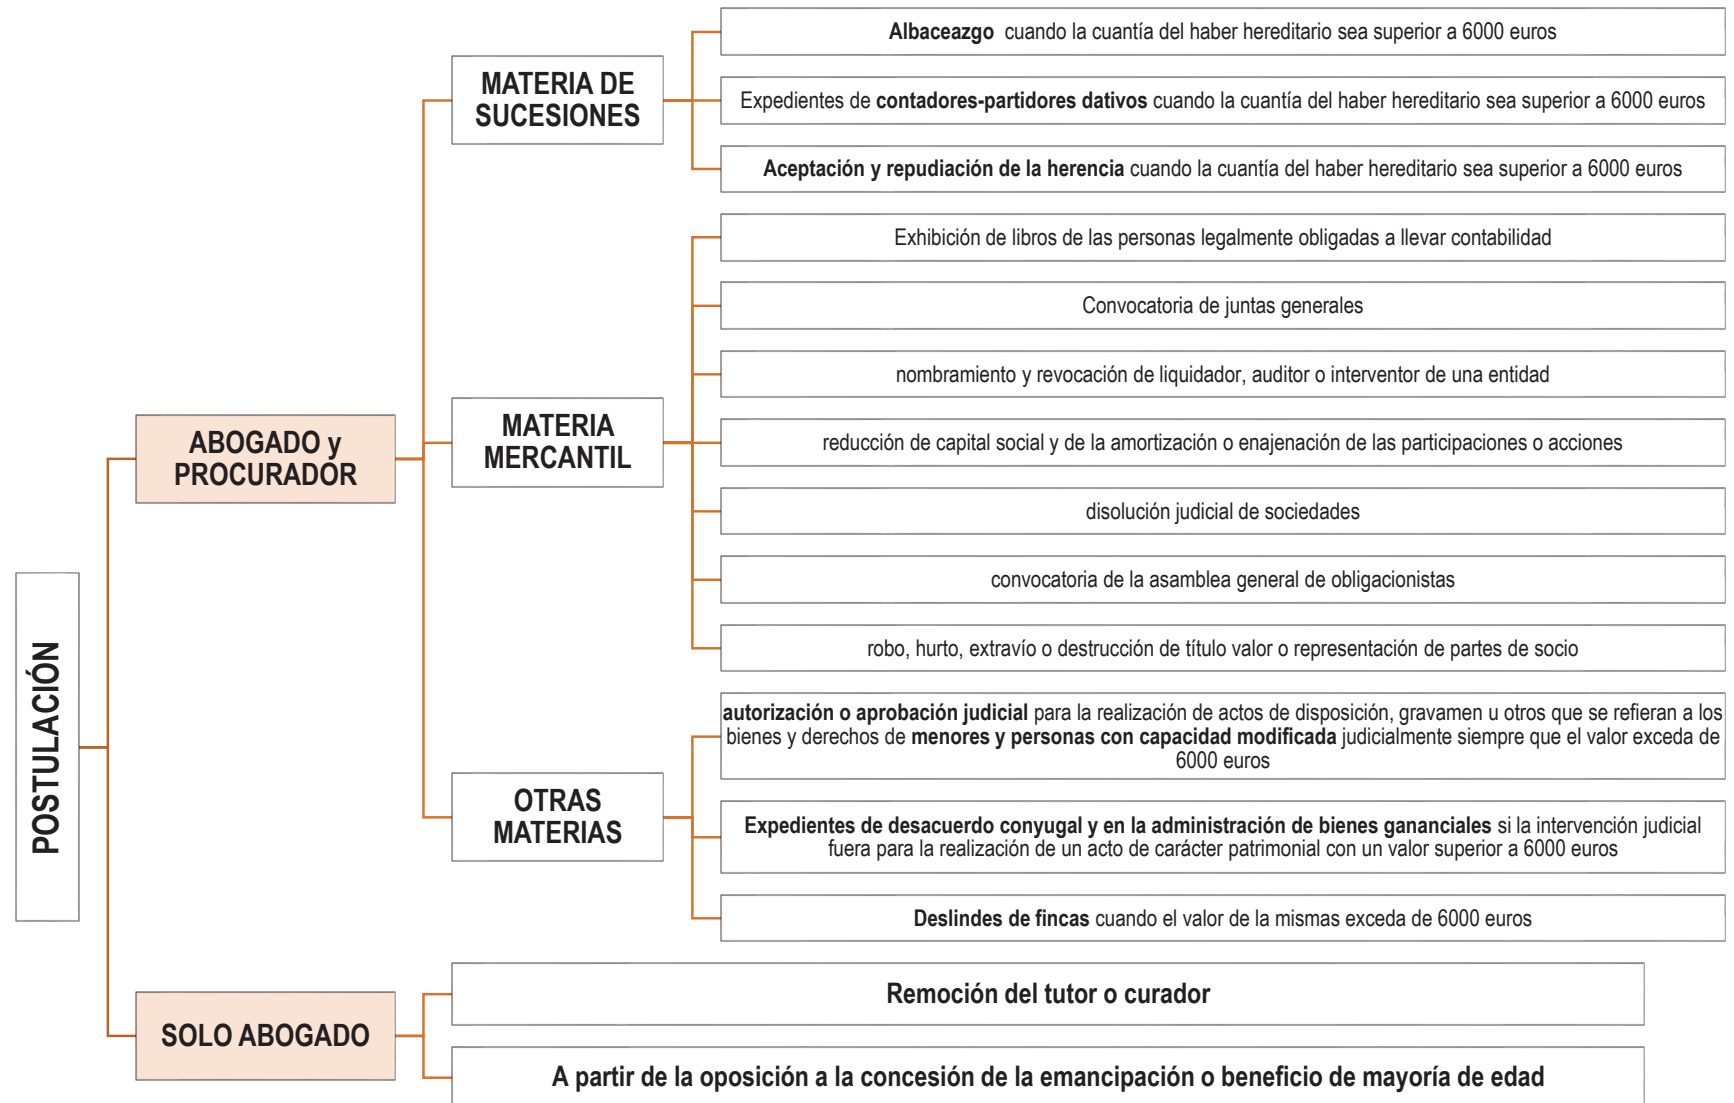 POSTULACIÓN
ABOGADO y
PROCURADOR
MATERIA DE
SUCESIONES
Albaceazgo cuando la cuantía del haber hereditario sea superior a 6000 euros
Expedientes de contadores-partidores dativos cuando la cuantía del haber hereditario sea superior a 6000 euros
Aceptación y repudiación de la herencia cuando la cuantía del haber hereditario sea superior a 6000 euros
MATERIA
MERCANTIL
Exhibición de libros de las personas legalmente obligadas a llevar contabilidad
Convocatoria de juntas generales
nombramiento y revocación de liquidador, auditor o interventor de una entidad
reducción de capital social y de la amortización o enajenación de las participaciones o acciones
disolución judicial de sociedades
convocatoria de la asamblea general de obligacionistas
robo, hurto, extravío o destrucción de título valor o representación de partes de socio
OTRAS
MATERIAS
autorización o aprobación judicial para la realización de actos de disposición, gravamen u otros que se refieran a los
bienes y derechos de menores y personas con capacidad modificada judicialmente siempre que el valor exceda de
6000 euros
Expedientes de desacuerdo conyugal y en la administración de bienes gananciales si la intervención judicial
fuera para la realización de un acto de carácter patrimonial con un valor superior a 6000 euros
Deslindes de fincas cuando el valor de la mismas exceda de 6000 euros
SOLO ABOGADO
Remoción del tutor o curador
A partir de la oposición a la concesión de la emancipación o beneficio de mayoría de edad